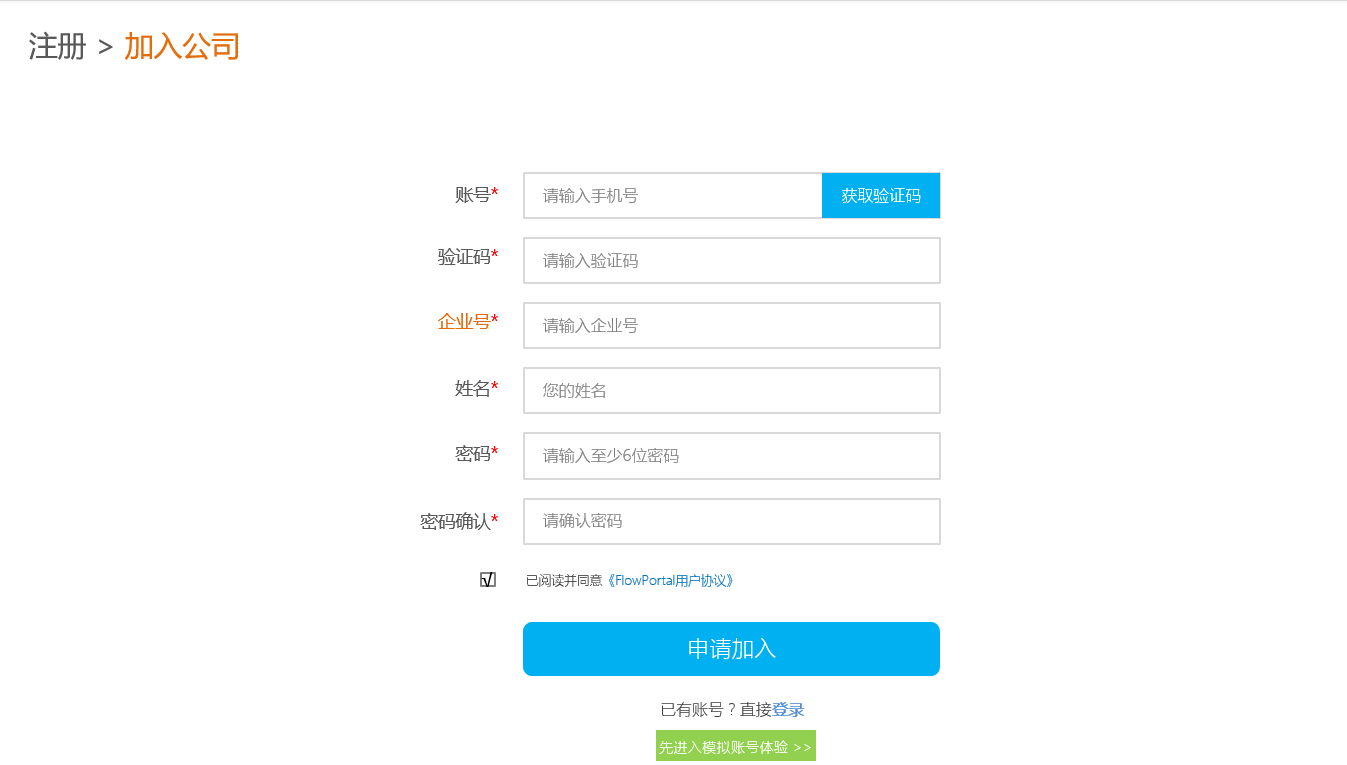 注册 > 加入公司
账号* 请输入手机号 获取验证码
验证码* 请输入验证码
企业号* 请输入企业号
姓名* 您的姓名
密码* 请输入至少6位密码
密码确认* 请确认密码
已阅读并同意《FlowPortal用户协议》
申请加入
已有账号？直接登录
先进入模拟账号体验 >>